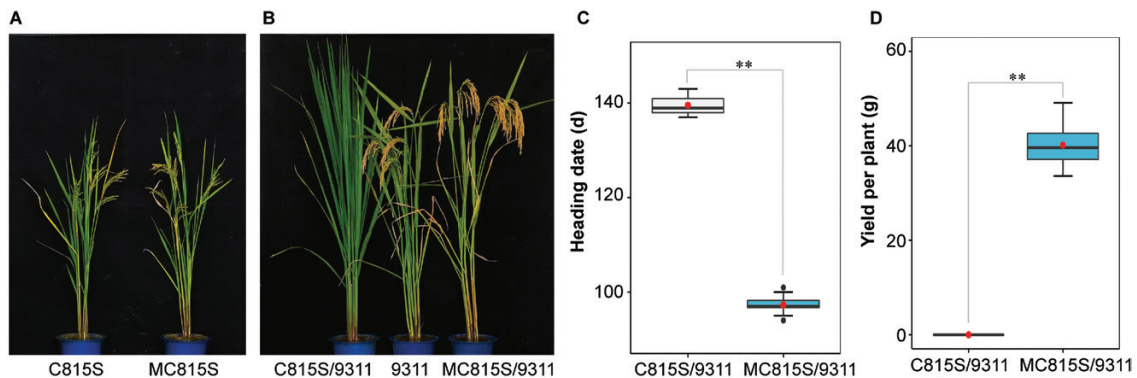 A
B
C
D
C815S
MC815S
C815S/9311
9311
MC815S/9311
Heading date (d)
140
120
100
**
C815S/9311
MC815S/9311
Yield per plant (g)
60
40
20
0
**
C815S/9311
MC815S/9311